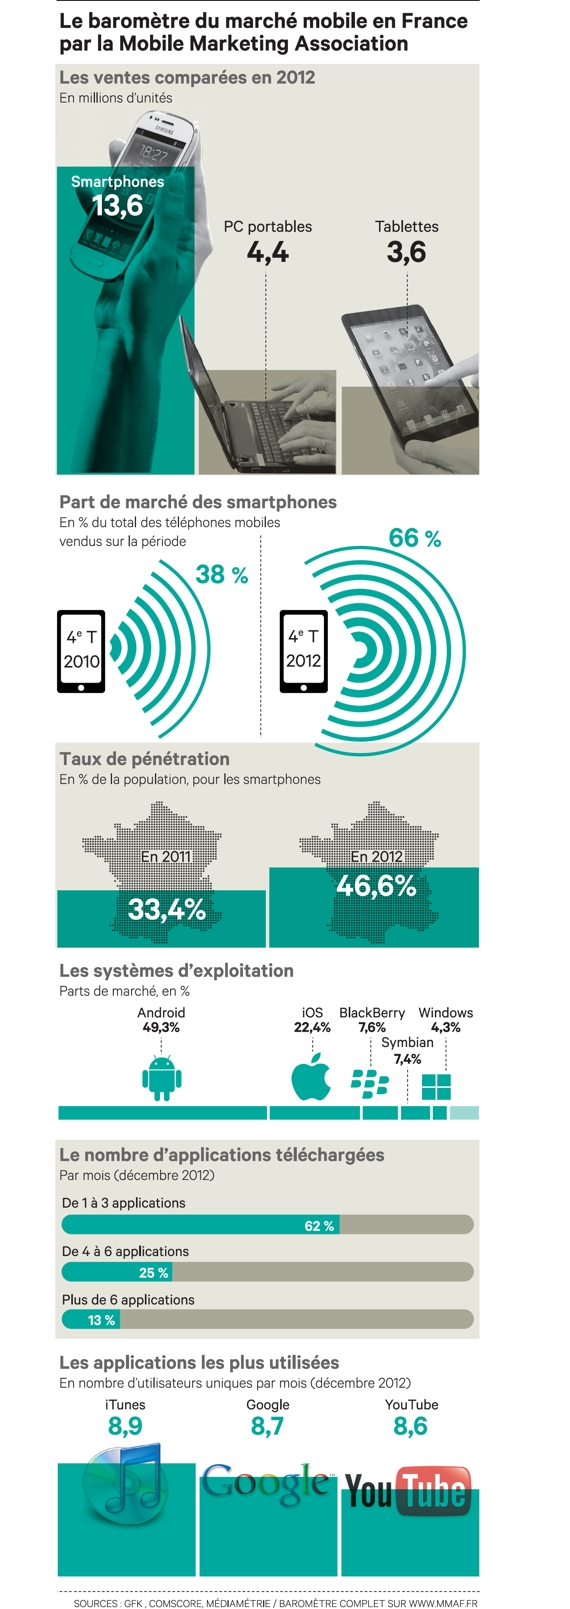 Le baromètre du marché mobile en France
par la Mobile Marketing Association
Les ventes comparées en 2012
En millions d'unités
SAMSUNG
18:27
Smartphones
13,6
PC portables
4,4
Tablettes
3,6
Part de marché des smartphones
En % du total des téléphones mobiles
vendus sur la période
38 %
66 %
4e T
2010
4e T
2012
Taux de pénétration
En % de la population, pour les smartphones
En 2011
33,4%
En 2012
46,6%
Les systèmes d'exploitation
Parts de marché, en %
Android
49,3%
iOS
22,4%
BlackBerry
7,6%
Symbian
7,4%
Windows
4,3%
Le nombre d'applications téléchargées
Par mois (décembre 2012)
De 1 à 3 applications
62 %
De 4 à 6 applications
25 %
Plus de 6 applications
13 %
Les applications les plus utilisées
En nombre d'utilisateurs uniques par mois (décembre 2012)
iTunes
8,9
Google
8,7
YouTube
8,6
Google
You Tube
SOURCES : GFK , COMSCORE, MÉDIAMÉTRIE / BAROMÈTRE COMPLET SUR WWW.MMAF.FR